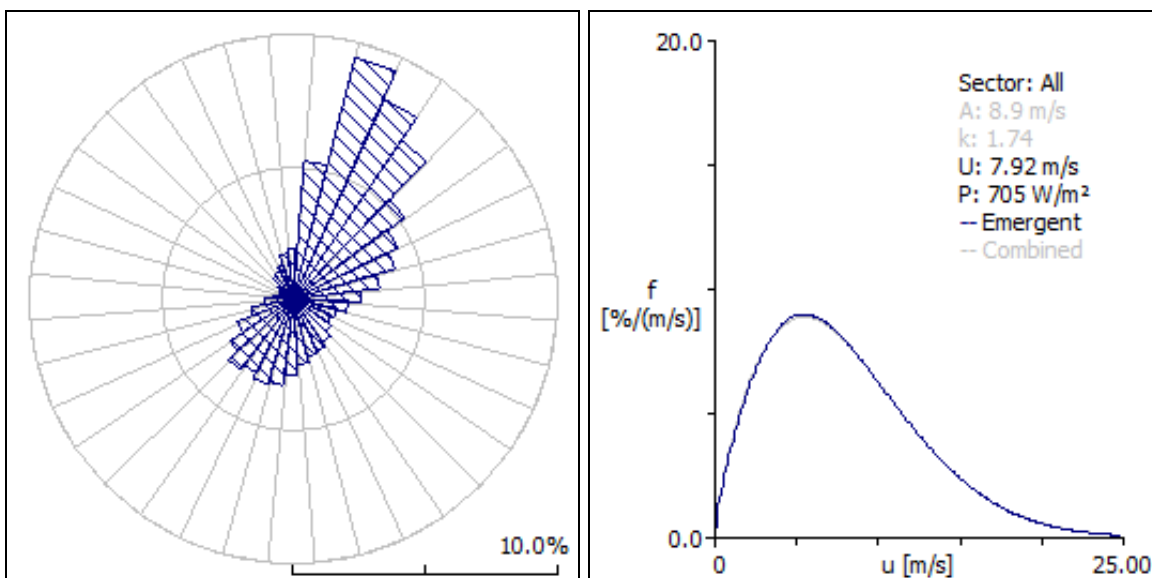 10.0%
20.0
Sector: All
A: 8.9 m/s
k: 1.74
U: 7.92 m/s
P: 705 W/m²
-- Emergent
-- Combined
f
[%/(m/s)]
0.0
0
u [m/s]
25.00